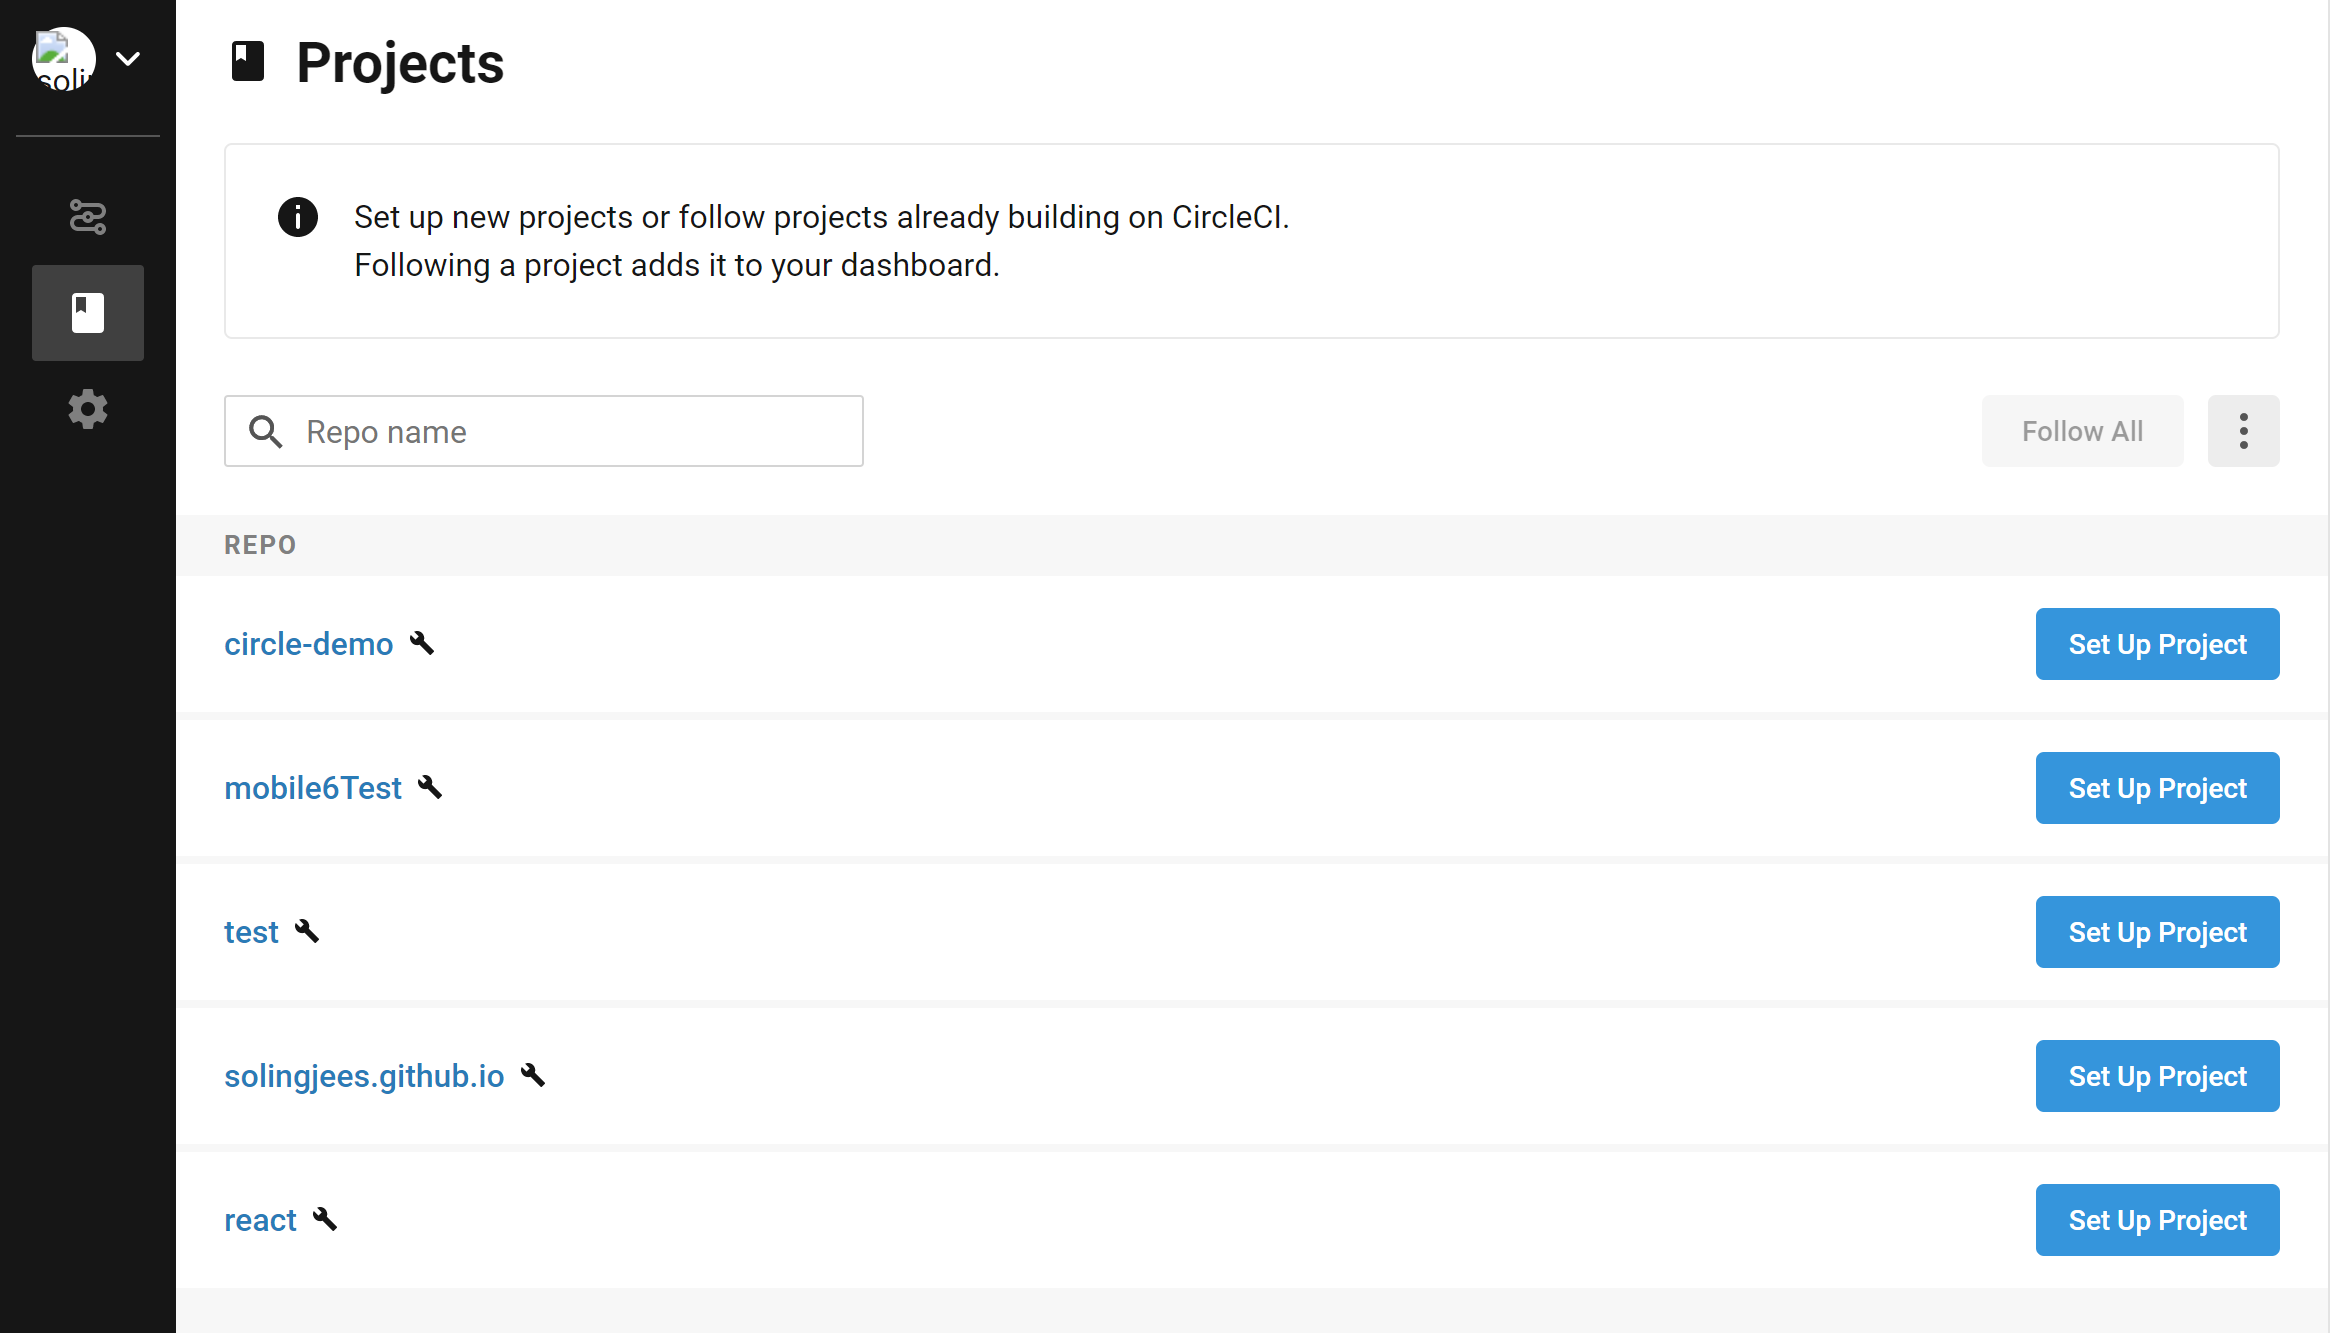 soli
Projects
Set up new projects or follow projects already building on CircleCI.
Following a project adds it to your dashboard.
Repo name
Follow All
REPO
circle-demo
Set Up Project
mobile6Test
Set Up Project
test
Set Up Project
solingjees.github.io
Set Up Project
react
Set Up Project